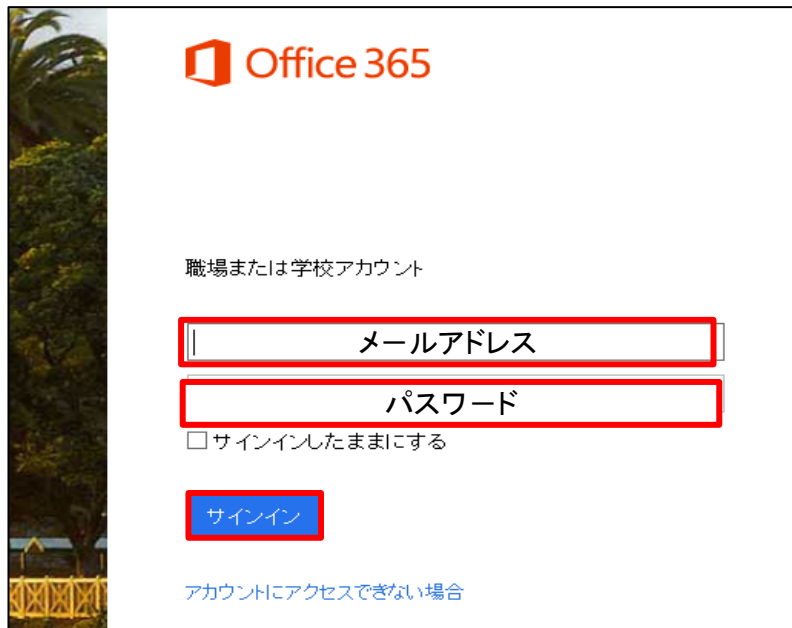 Office 365
職場または学校アカウント
メールアドレス
パスワード
サインインしたままにする
サインイン
アカウントにアクセスできない場合